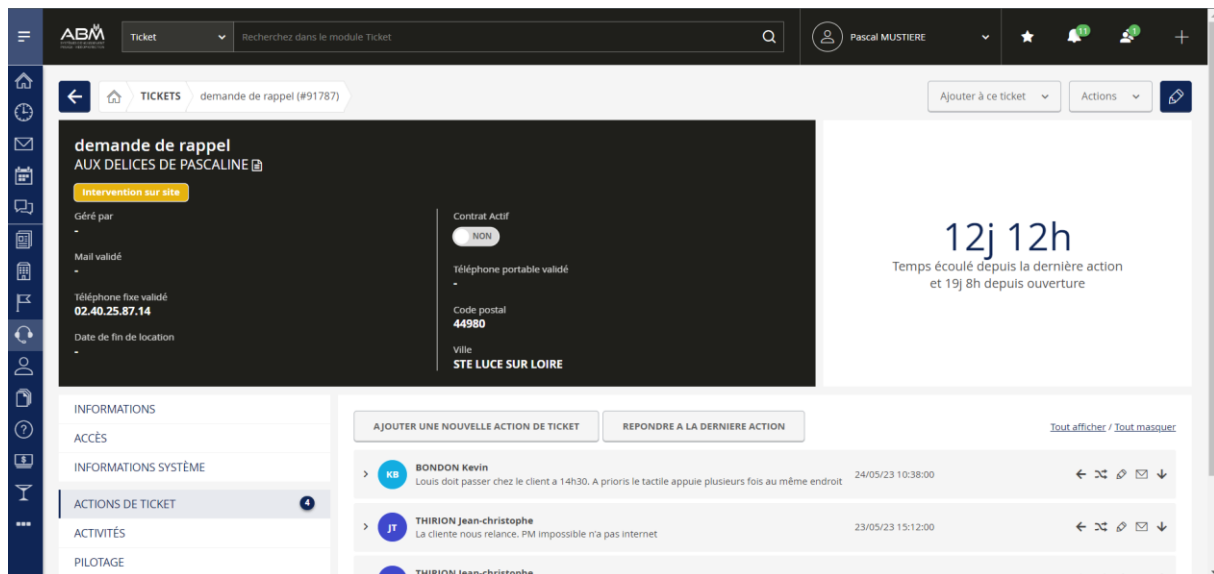 ABM
Ticket
Recherchez dans le module Ticket
Pascal MUSTIERE
11
1
TICKETS
demande de rappel (#91787)
Ajouter à ce ticket
Actions
demande de rappel
AUX DELICES DE PASCALINE
Intervention sur site
Géré par
-
Mail validé
-
Téléphone fixe validé
02.40.25.87.14
Date de fin de location
-
Contrat Actif
NON
Téléphone portable validé
-
Code postal
44980
Ville
STE LUCE SUR LOIRE
12j 12h
Temps écoulé depuis la dernière action
et 19j 8h depuis ouverture
INFORMATIONS
ACCÈS
INFORMATIONS SYSTÈME
ACTIONS DE TICKET 4
ACTIVITÉS
PILOTAGE
AJOUTER UNE NOUVELLE ACTION DE TICKET
REPONDRE A LA DERNIERE ACTION
Tout afficher / Tout masquer
KB
BONDON Kevin
Louis doit passer chez le client a 14h30. A prioris le tactile appuie plusieurs fois au même endroit
24/05/23 10:38:00
JT
THIRION Jean-christophe
La cliente nous relance. PM impossible n'a pas internet
23/05/23 15:12:00
THIRION Jean-christophe